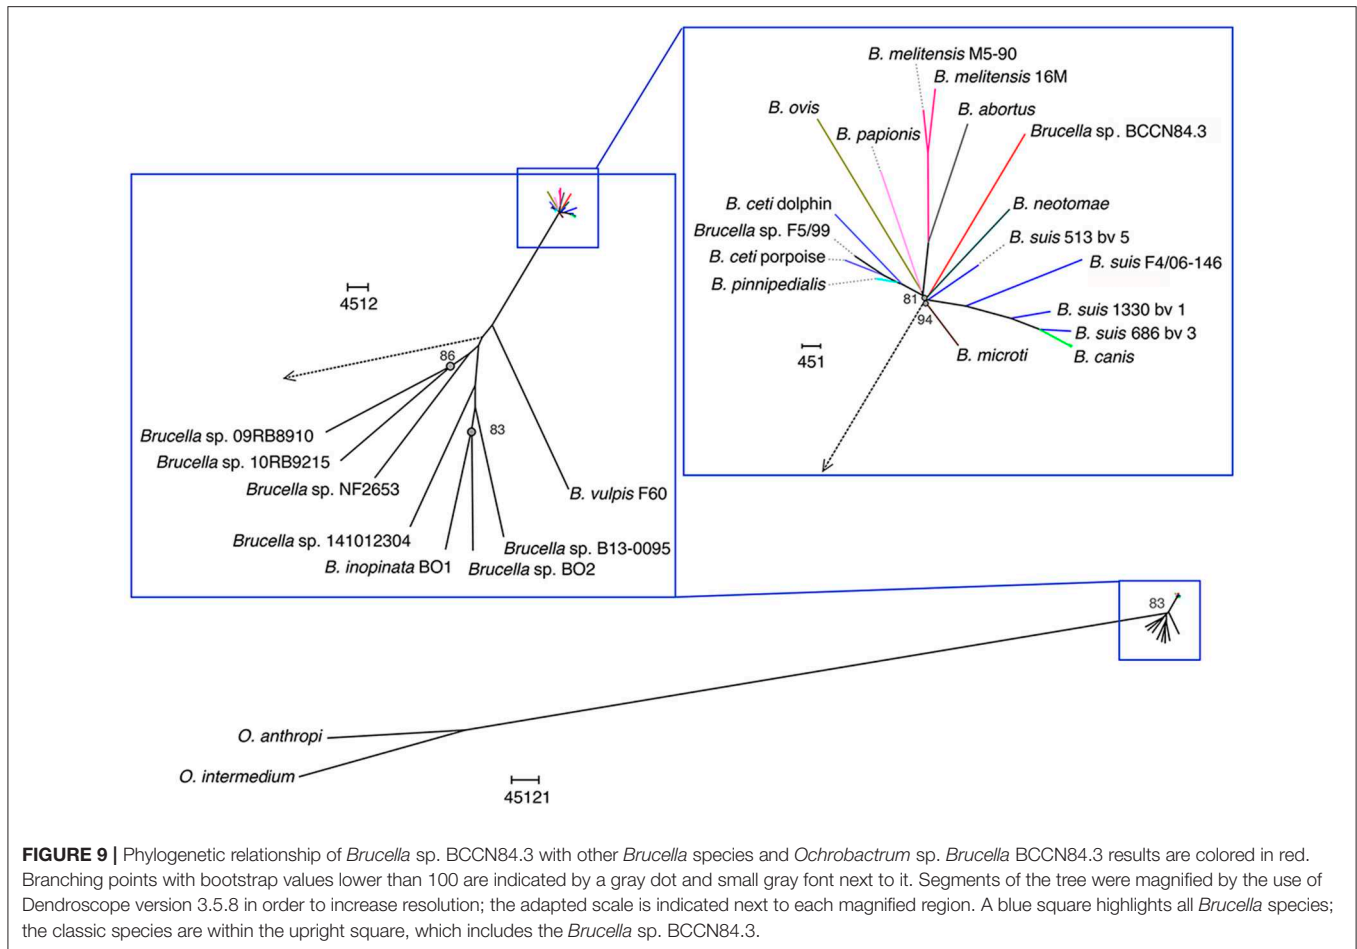 B. melitensis M5-90
B. melitensis 16M
B. ovis
B. abortus
B. papionis
Brucella sp. BCCN84.3
B. ceti dolphin
B. neotomae
Brucella sp. F5/99
B. suis 513 bv 5
B. ceti porpoise
B. suis F4/06-146
B. pinnipedialis
81
94
B. suis 1330 bv 1
B. suis 686 bv 3
B. microti
B. canis
451
4512
86
Brucella sp. 09RB8910
83
Brucella sp. 10RB9215
Brucella sp. NF2653
B. vulpis F60
Brucella sp. 141012304
Brucella sp. B13-0095
B. inopinata BO1
Brucella sp. BO2
83
O. anthropi
O. intermedium
45121
FIGURE 9 | Phylogenetic relationship of Brucella sp. BCCN84.3 with other Brucella species and Ochrobactrum sp. Brucella BCCN84.3 results are colored in red.
Branching points with bootstrap values lower than 100 are indicated by a gray dot and small gray font next to it. Segments of the tree were magnified by the use of
Dendroscope version 3.5.8 in order to increase resolution; the adapted scale is indicated next to each magnified region. A blue square highlights all Brucella species;
the classic species are within the upright square, which includes the Brucella sp. BCCN84.3.